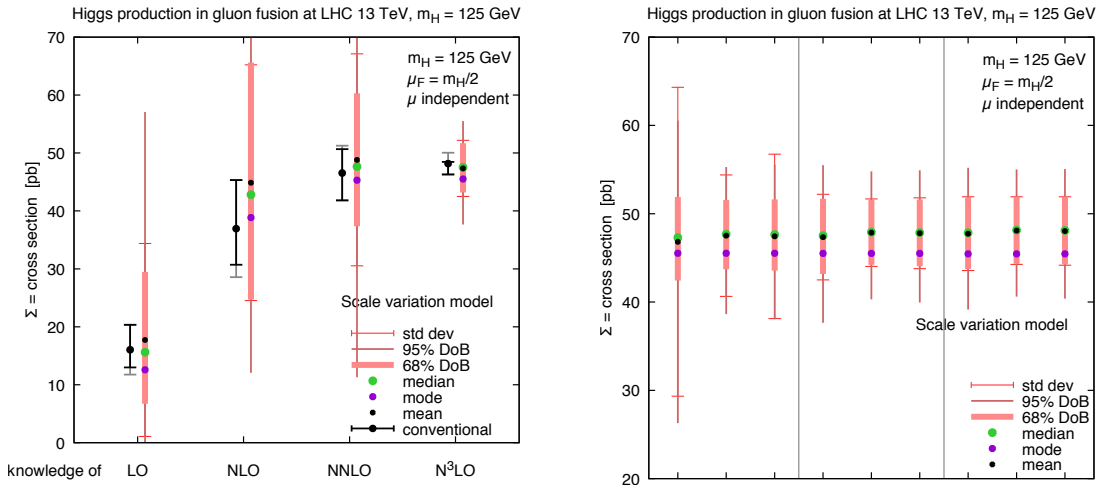 Higgs production in gluon fusion at LHC 13 TeV, m_H = 125 GeV
70
60
50
40
30
20
10
0
Σ = cross section [pb]
m_H = 125 GeV
μ_F = m_H/2
μ independent
Scale variation model
std dev
95% DoB
68% DoB
median
mode
mean
conventional
knowledge of LO NLO NNLO N³LO
Higgs production in gluon fusion at LHC 13 TeV, m_H = 125 GeV
70
60
50
40
30
20
Σ = cross section [pb]
m_H = 125 GeV
μ_F = m_H/2
μ independent
Scale variation model
std dev
95% DoB
68% DoB
median
mode
mean